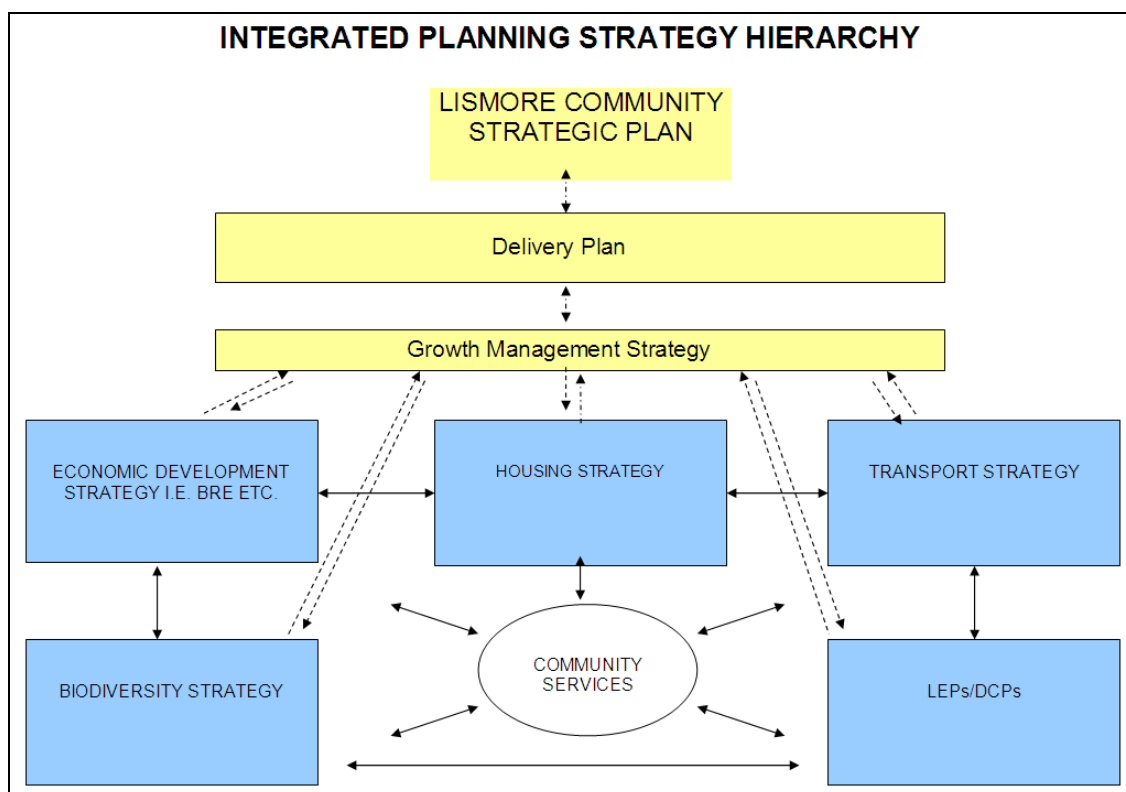 INTEGRATED PLANNING STRATEGY HIERARCHY
LISMORE COMMUNITY
STRATEGIC PLAN
Delivery Plan
Growth Management Strategy
ECONOMIC DEVELOPMENT
STRATEGY I.E. BRE ETC.
HOUSING STRATEGY
TRANSPORT STRATEGY
BIODIVERSITY STRATEGY
COMMUNITY
SERVICES
LEPs/DCPs